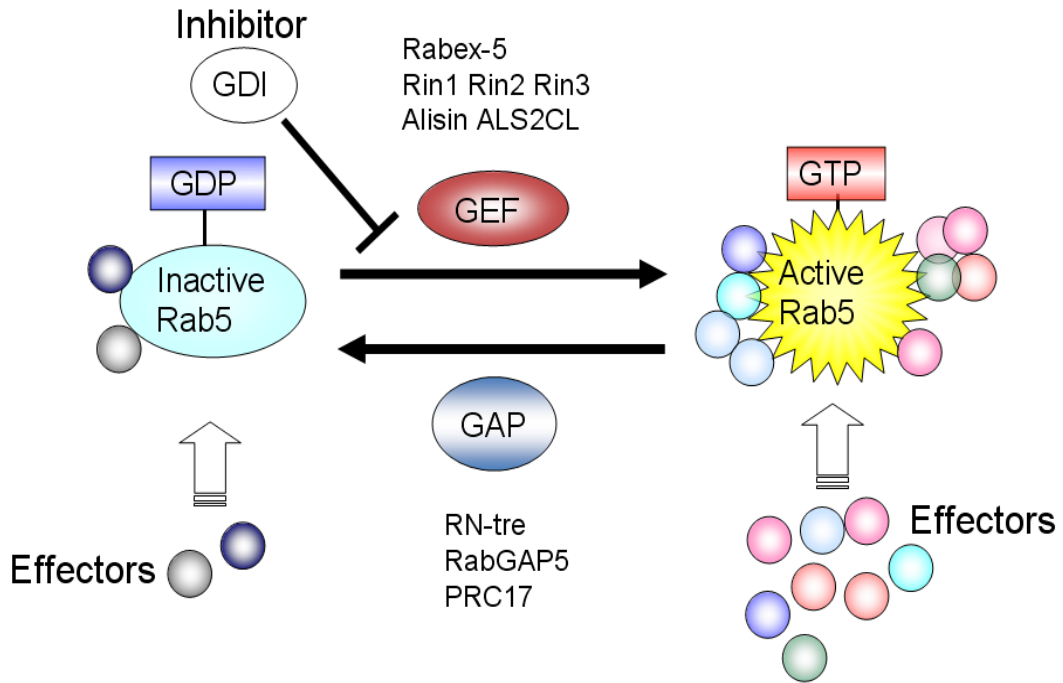 Inhibitor
GDI
Rabex-5
Rin1 Rin2 Rin3
Alisin ALS2CL
GDP
GEF
GTP
Inactive
Rab5
Active
Rab5
GAP
Effectors
RN-tre
RabGAP5
PRC17
Effectors